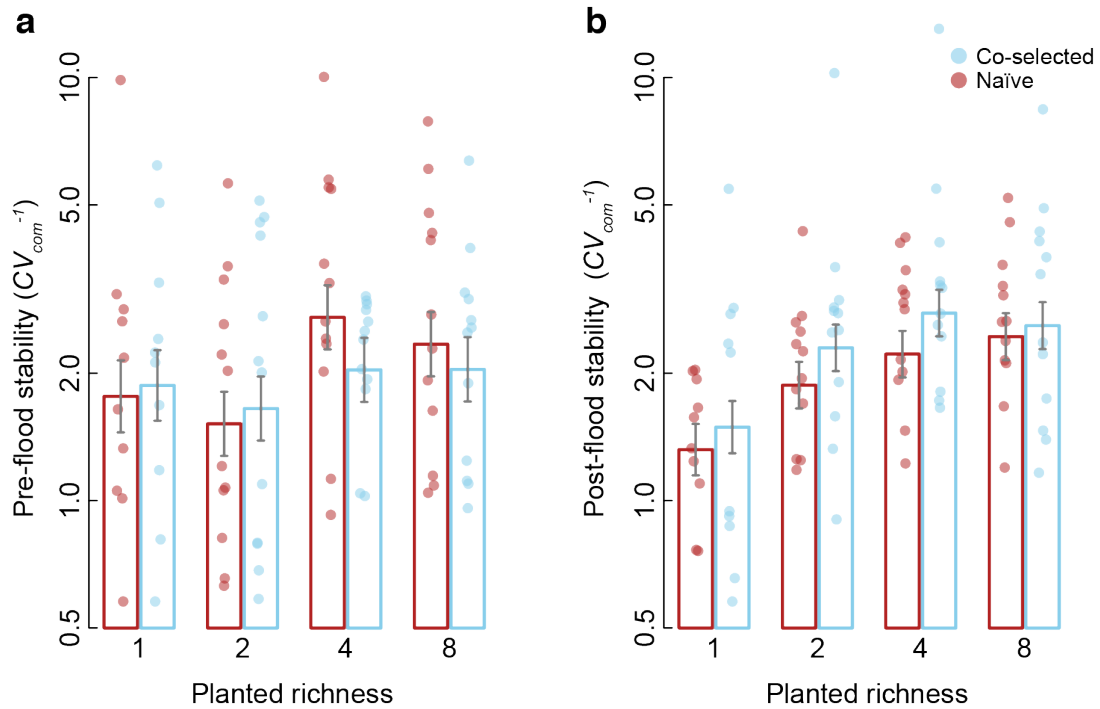 a
Pre-flood stability (CVcom-1)
10.0
5.0
2.0
1.0
0.5
1 2 4 8
Planted richness
b
Co-selected
Naïve
Post-flood stability (CVcom-1)
10.0
5.0
2.0
1.0
0.5
1 2 4 8
Planted richness